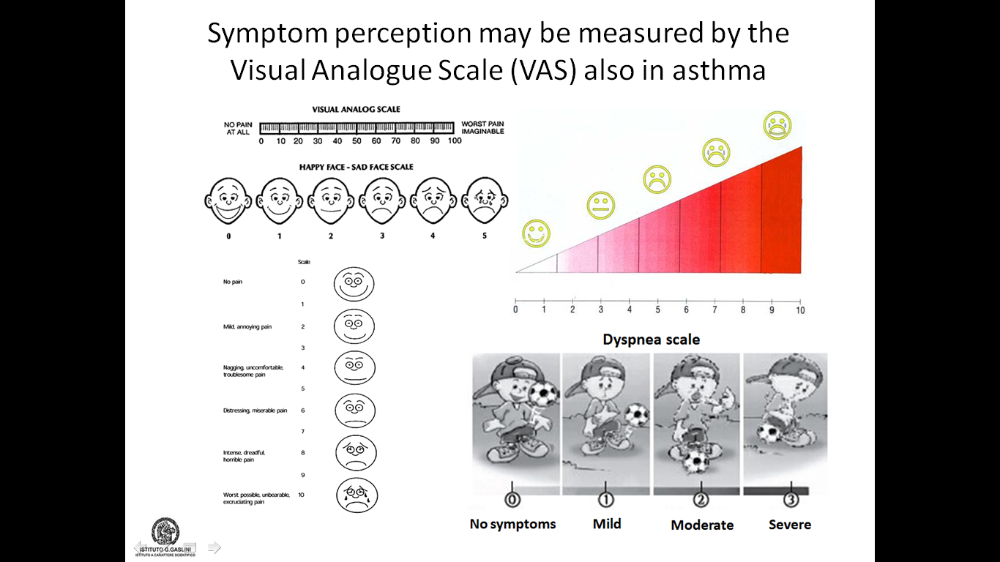 Symptom perception may be measured by the
Visual Analogue Scale (VAS) also in asthma
VISUAL ANALOG SCALE
NO PAIN
AT ALL
WORST PAIN
IMAGINABLE
0 10 20 30 40 50 60 70 80 90 100
HAPPY FACE - SAD FACE SCALE
0 1 2 3 4 5
Scale
No pain 0
1
Mild, annoying pain 2
3
Nagging, uncomfortable, 4
troublesome pain
5
Distressing, miserable pain 6
7
Intense, dreadful, 8
horrible pain
9
Worst possible, unbearable, 10
excruciating pain
0 1 2 3 4 5 6 7 8 9 10
Dyspnea scale
0 1 2 3
No symptoms Mild Moderate Severe
ISTITUTO G.GASLINI
ISTITUTO A CARATTERE SCIENTIFICO